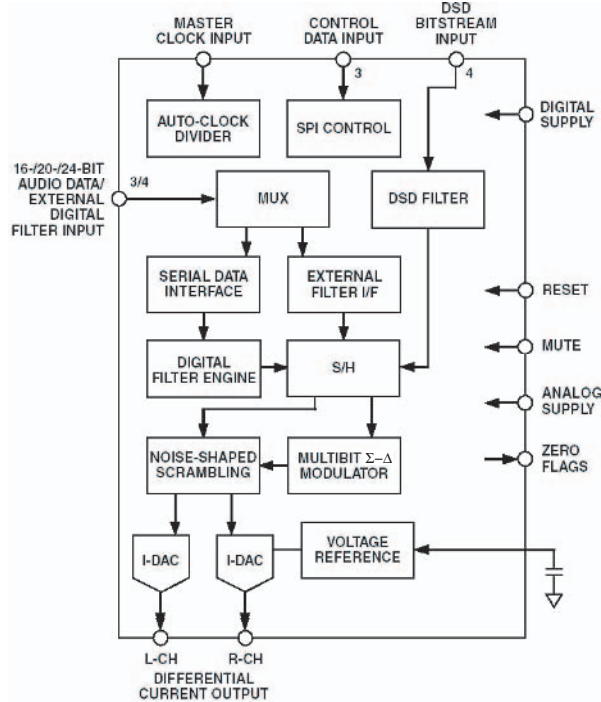 MASTER
CLOCK INPUT
CONTROL
DATA INPUT
DSD
BITSTREAM
INPUT
3
4
AUTO-CLOCK
DIVIDER
SPI CONTROL
DIGITAL
SUPPLY
16-/20-/24-BIT
AUDIO DATA/
EXTERNAL
DIGITAL
FILTER INPUT
3/4
MUX
DSD FILTER
SERIAL DATA
INTERFACE
EXTERNAL
FILTER I/F
RESET
DIGITAL
FILTER ENGINE
S/H
MUTE
ANALOG
SUPPLY
NOISE-SHAPED
SCRAMBLING
MULTIBIT Σ–Δ
MODULATOR
ZERO
FLAGS
I-DAC
I-DAC
VOLTAGE
REFERENCE
L-CH
R-CH
DIFFERENTIAL
CURRENT OUTPUT